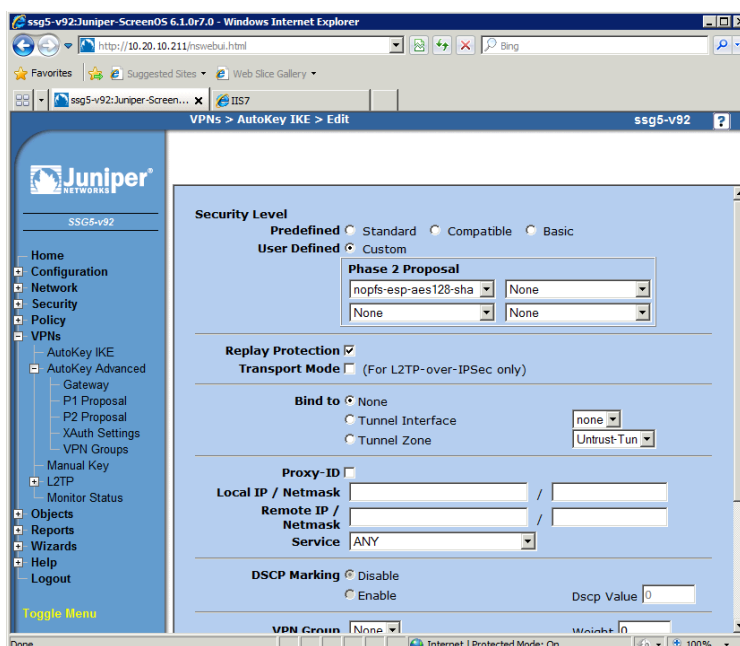 ssg5-v92:Juniper-ScreenOS 6.1.0r7.0 - Windows Internet Explorer
http://10.20.10.211/nswebui.html
Bing
Favorites
Suggested Sites
Web Slice Gallery
ssg5-v92:Juniper-Scree... X
IIS7
VPNs > AutoKey IKE > Edit
ssg5-v92 ?
Juniper®
NETWORKS
SSG5-v92
Home
Configuration
Network
Security
Policy
VPNs
AutoKey IKE
AutoKey Advanced
Gateway
P1 Proposal
P2 Proposal
XAuth Settings
VPN Groups
Manual Key
L2TP
Monitor Status
Objects
Reports
Wizards
Help
Logout
Toggle Menu
Security Level
Predefined Standard Compatible Basic
User Defined Custom
Phase 2 Proposal
nopfs-esp-aes128-sha None
None None
Replay Protection
Transport Mode (For L2TP-over-IPSec only)
Bind to None
Tunnel Interface none
Tunnel Zone Untrust-Tun
Proxy-ID
Local IP / Netmask /
Remote IP /
Netmask /
Service ANY
DSCP Marking Disable
Enable Dscp Value 0
VPN Group None Weight 0
Done
Internet | Protected Mode: On
100%